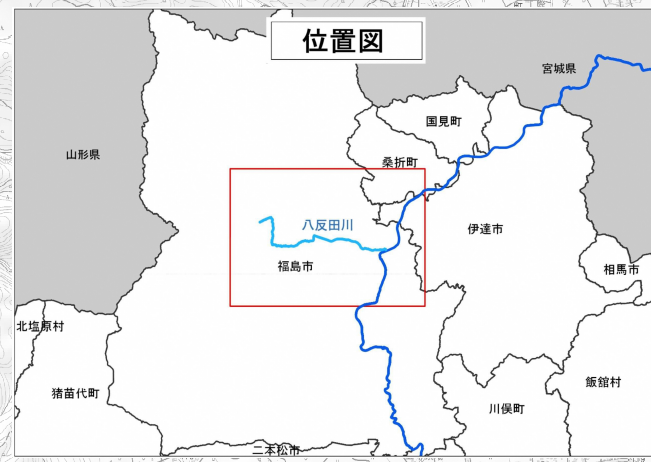 位置図
宮城県
国見町
山形県
桑折町
八反田川
伊達市
福島市
相馬市
北塩原村
猪苗代町
飯舘村
川俣町
二本松市